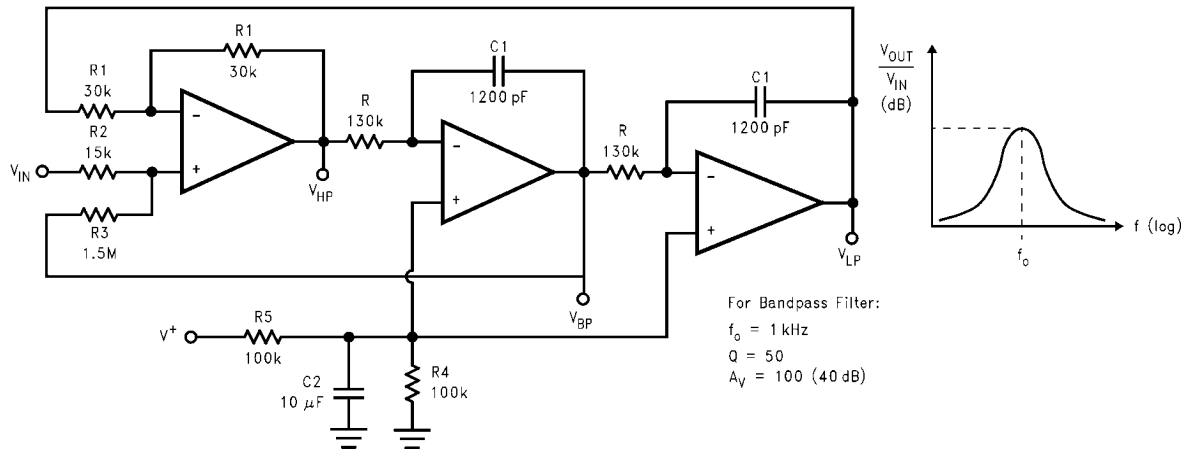 R1
30k
R1
30k
R2
15k
V_IN
R3
1.5M
−
+
V_HP
R
130k
C1
1200 pF
−
+
V_BP
R
130k
C1
1200 pF
−
+
V_LP
V⁺
R5
100k
C2
10 μF
R4
100k
V_OUT
V_IN
(dB)
f (log)
f_o
For Bandpass Filter:
f_o = 1 kHz
Q = 50
A_V = 100 (40 dB)